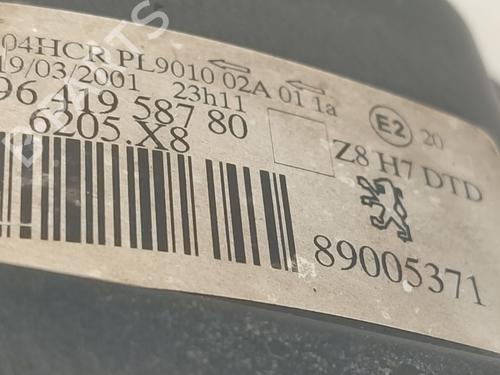 04HCR PL9010 02A 01 1a
19/03/2001 23h11
96 419 587 80
6205.X8
E2 20
Z8 H7 DTD
89005371